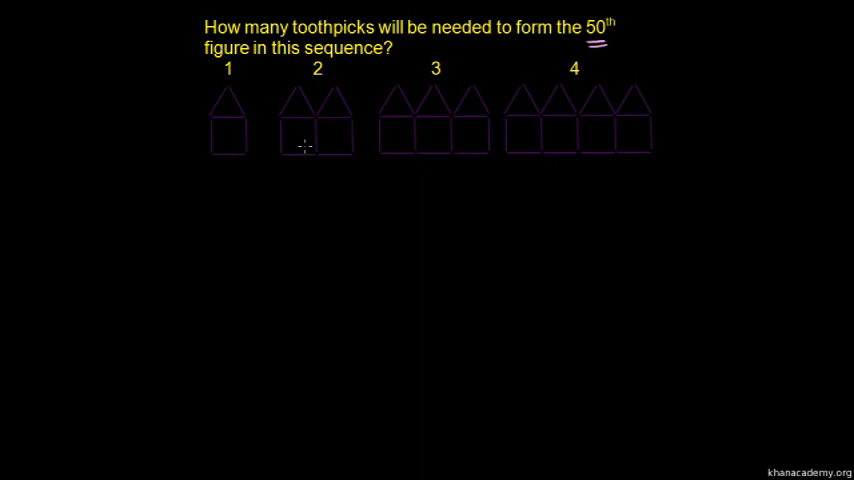 How many toothpicks will be needed to form the 50th
figure in this sequence?
1 2 3 4
khanacademy.org